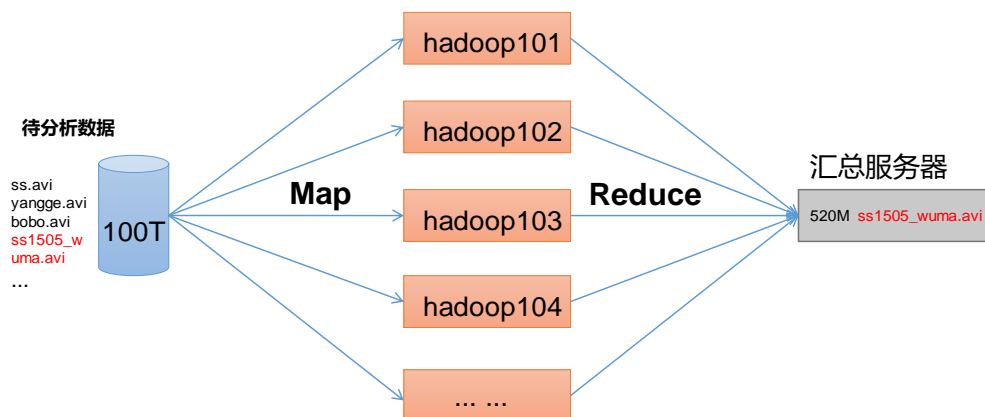 待分析数据
ss.avi
yangge.avi
bobo.avi
ss1505_w
uma.avi
…
100T
Map
hadoop101
hadoop102
hadoop103
hadoop104
... ...
Reduce
汇总服务器
520M ss1505_wuma.avi